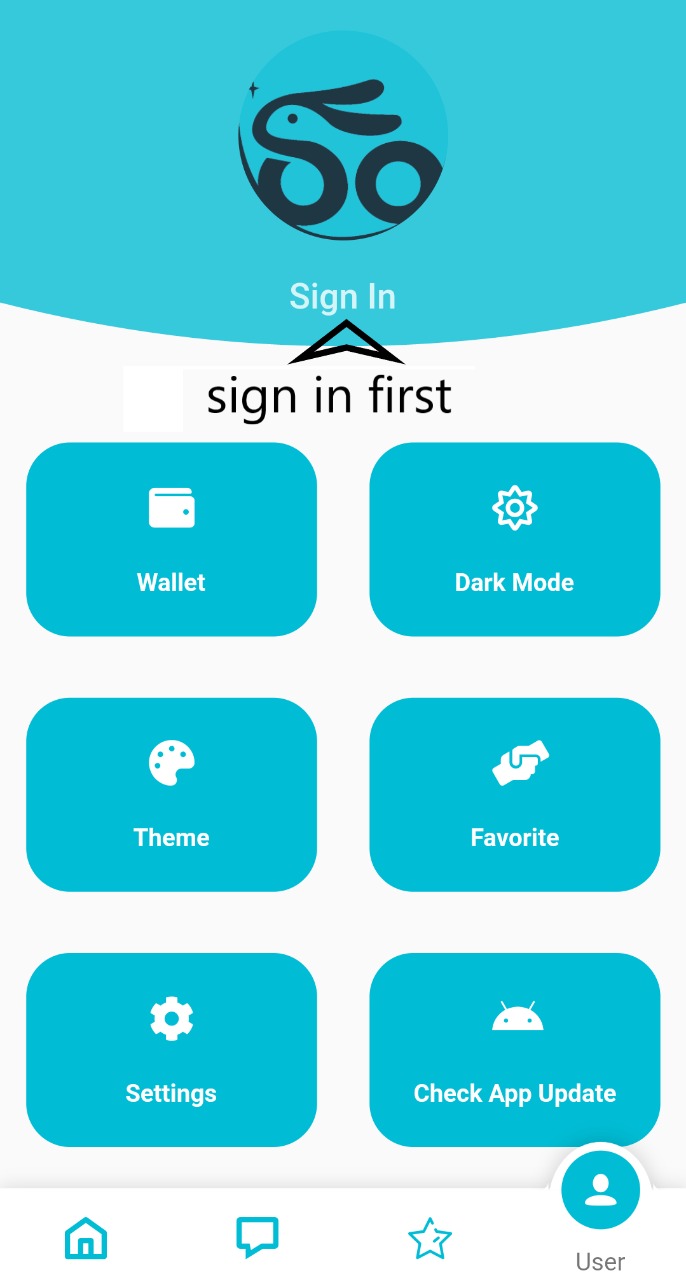 Sign In
sign in first
Wallet
Dark Mode
Theme
Favorite
Settings
Check App Update
User